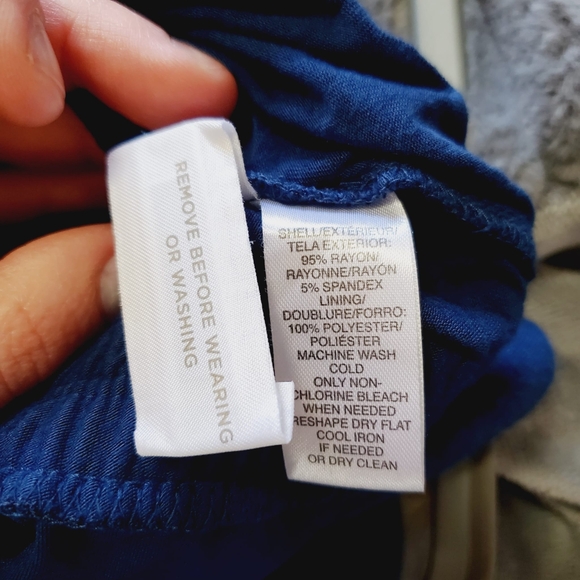 REMOVE BEFORE WEARING
OR WASHING
SHELL/EXTÉRIEUR/
TELA EXTERIOR:
95% RAYON/
RAYONNE/RAYÓN
5% SPANDEX
LINING/
DOUBLURE/FORRO:
100% POLYESTER/
POLIÉSTER
MACHINE WASH
COLD
ONLY NON-
CHLORINE BLEACH
WHEN NEEDED
RESHAPE DRY FLAT
COOL IRON
IF NEEDED
OR DRY CLEAN